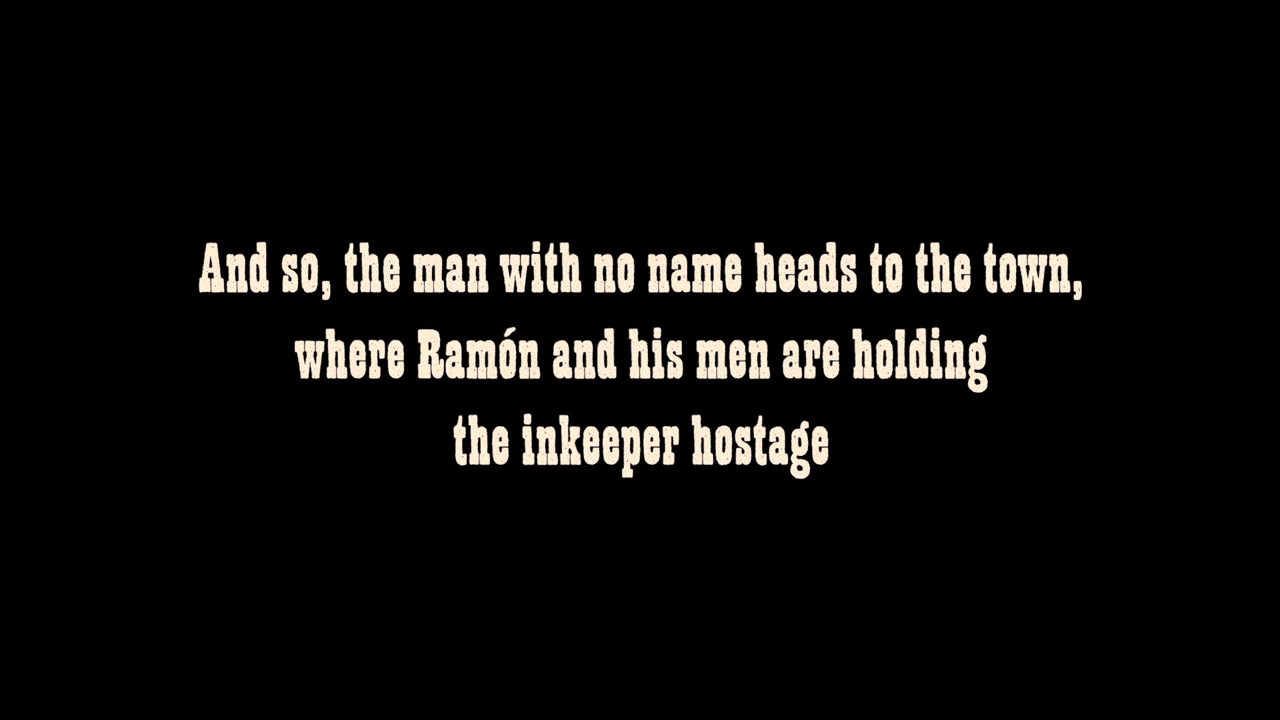 And so, the man with no name heads to the town,
where Ramón and his men are holding
the inkeeper hostage